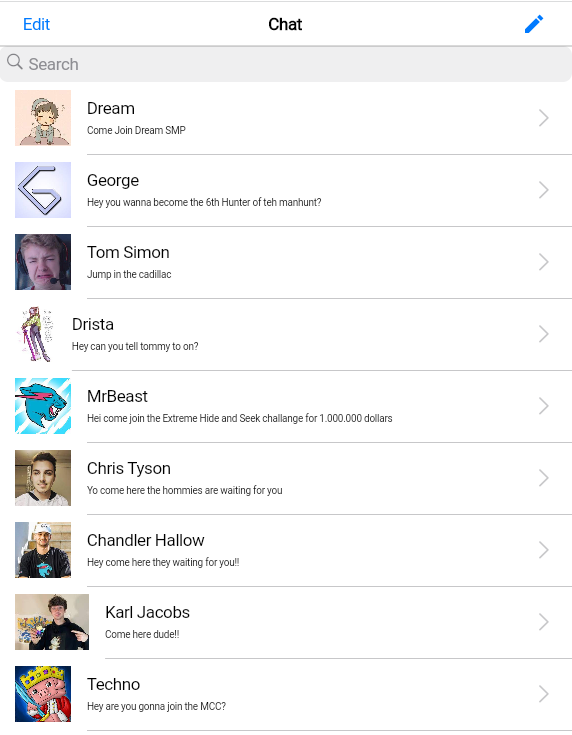 Edit
Chat
Search
Dream
Come Join Dream SMP
George
Hey you wanna become the 6th Hunter of teh manhunt?
Tom Simon
Jump in the cadillac
Drista
Hey can you tell tommy to on?
MrBeast
Hei come join the Extreme Hide and Seek challange for 1.000.000 dollars
Chris Tyson
Yo come here the hommies are waiting for you
Chandler Hallow
Hey come here they waiting for you!!
Karl Jacobs
Come here dude!!
Techno
Hey are you gonna join the MCC?